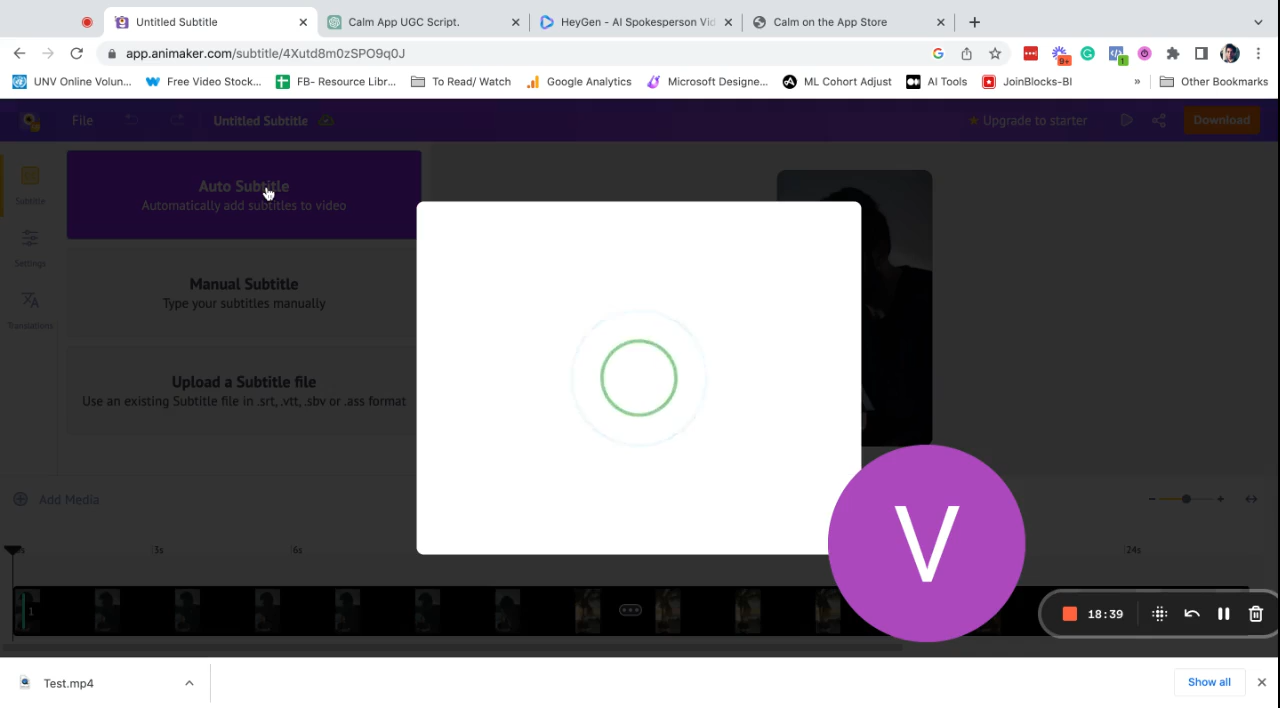 Untitled Subtitle
Calm App UGC Script.
HeyGen - AI Spokesperson Vid
Calm on the App Store
app.animaker.com/subtitle/4Xutd8m0zSPO9q0J
9+
1
UNV Online Volun...
Free Video Stock...
FB- Resource Libr...
To Read/ Watch
Google Analytics
Microsoft Designe...
ML Cohort Adjust
AI Tools
JoinBlocks-BI
»
Other Bookmarks
File
Untitled Subtitle
Upgrade to starter
Download
Subtitle
Settings
Translations
Auto Subtitle
Automatically add subtitles to video
Manual Subtitle
Type your subtitles manually
Upload a Subtitle file
Use an existing Subtitle file in .srt, .vtt, .sbv or .ass format
Add Media
3s
6s
24s
1
V
18:39
Test.mp4
Show all